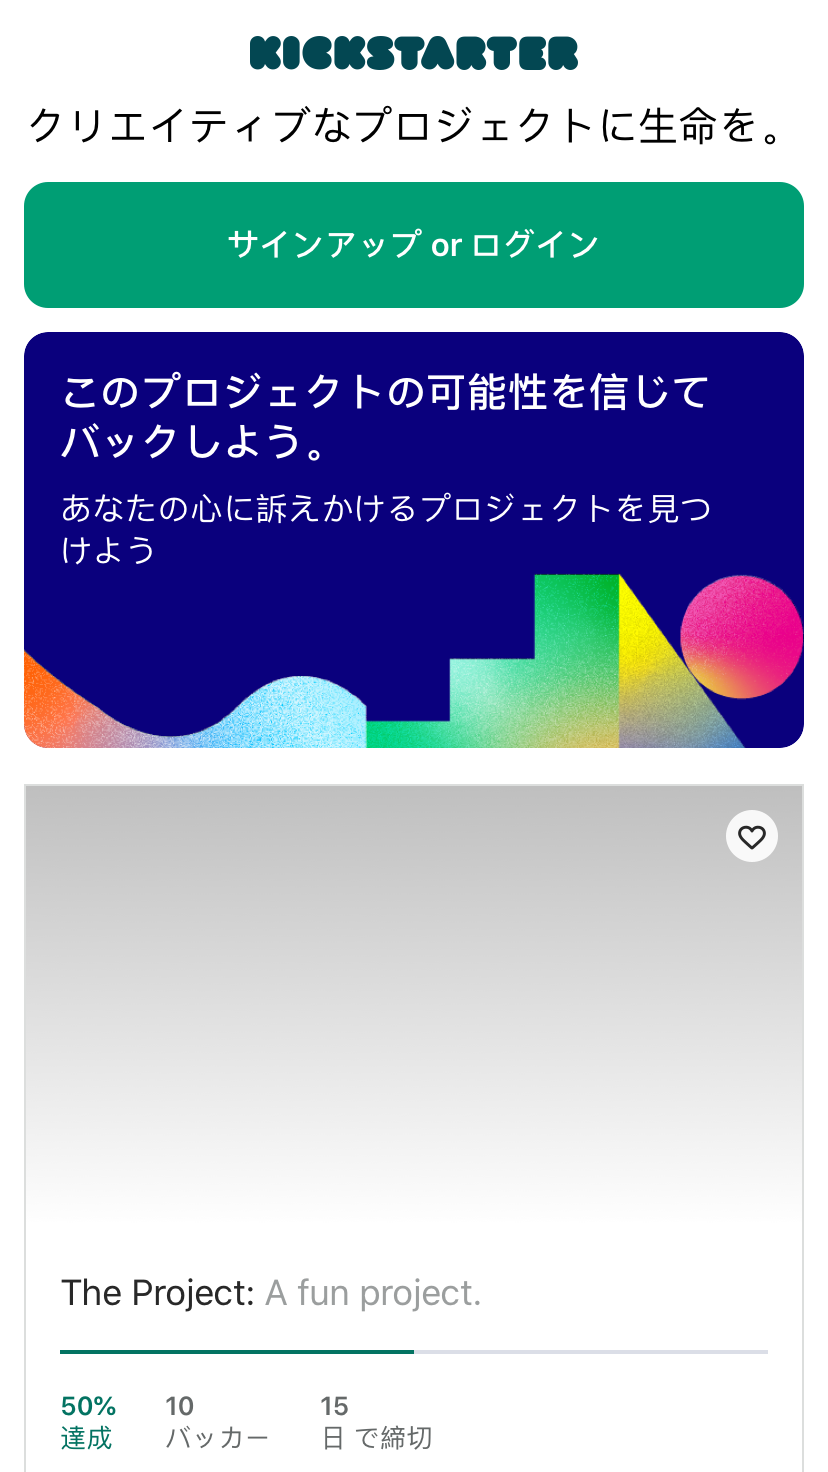 KICKSTARTER
クリエイティブなプロジェクトに生命を。
サインアップ or ログイン
このプロジェクトの可能性を信じて
バックしよう。
あなたの心に訴えかけるプロジェクトを見つ
けよう
The Project: A fun project.
50% 10 15
達成 バッカー 日 で締切